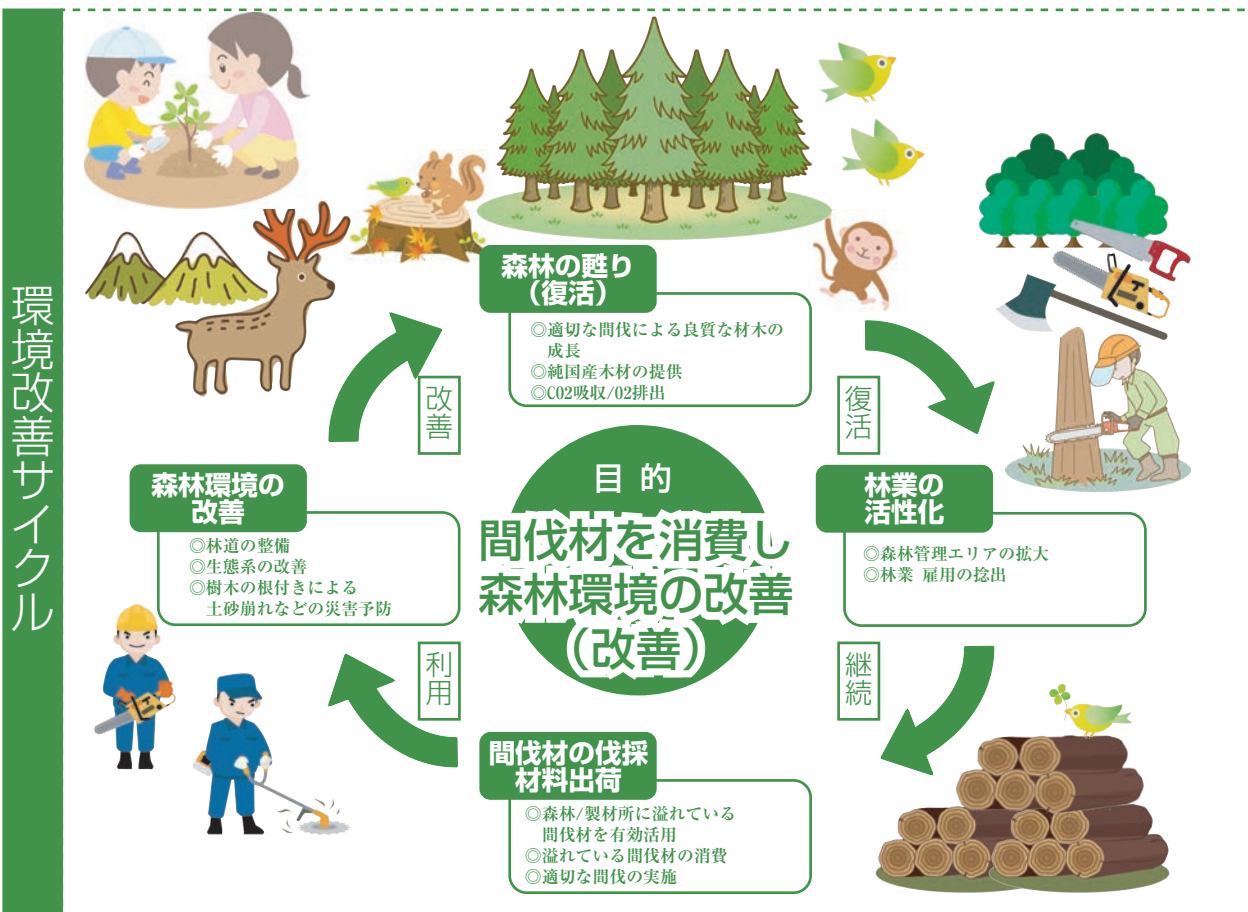 環境改善サイクル
森林の甦り
（復活）
◎適切な間伐による良質な材木の
成長
◎純国産木材の提供
◎CO2吸収/O2排出
改善
復活
目的
間伐材を消費し
森林環境の改善
（改善）
林業の
活性化
◎森林管理エリアの拡大
◎林業 雇用の捻出
森林環境の
改善
◎林道の整備
◎生態系の改善
◎樹木の根付きによる
土砂崩れなどの災害予防
利用
継続
間伐材の伐採
材料出荷
◎森林/製材所に溢れている
間伐材を有効活用
◎溢れている間伐材の消費
◎適切な間伐の実施